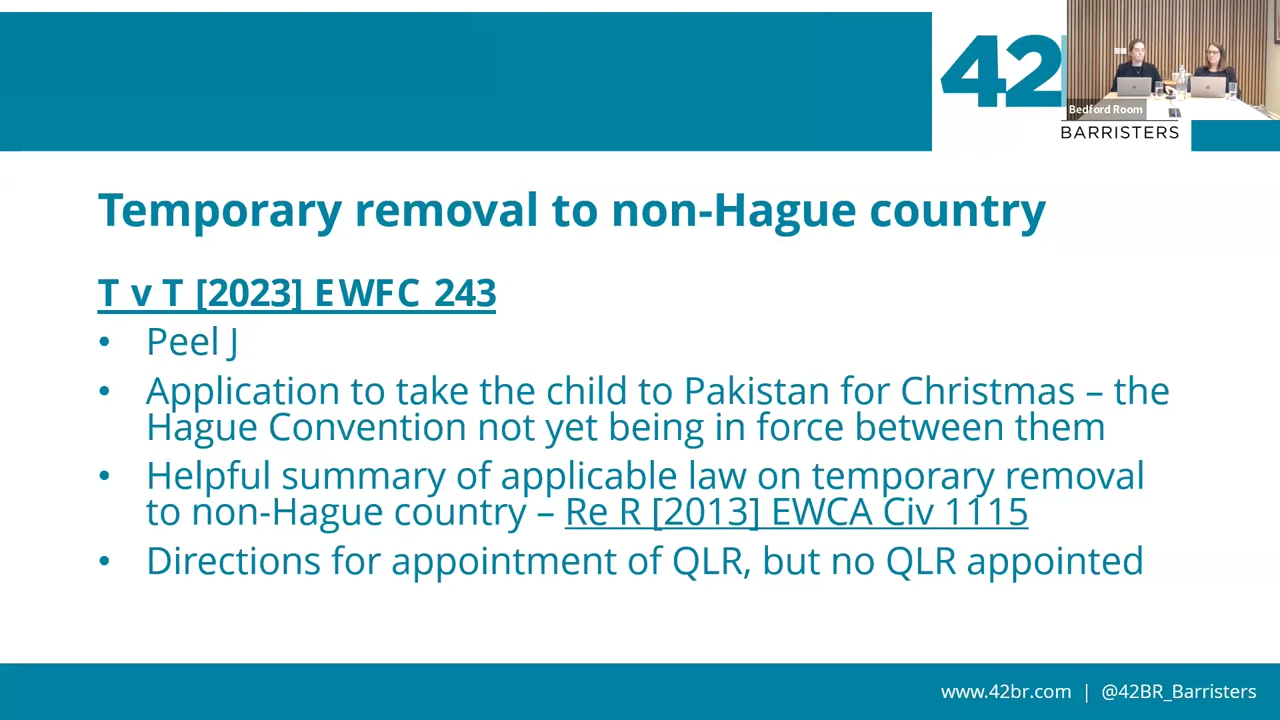 42
Bedford Room
BARRISTERS
Temporary removal to non-Hague country
T v T [2023] EWFC 243
• Peel J
• Application to take the child to Pakistan for Christmas – the
Hague Convention not yet being in force between them
• Helpful summary of applicable law on temporary removal
to non-Hague country – Re R [2013] EWCA Civ 1115
• Directions for appointment of QLR, but no QLR appointed
www.42br.com | @42BR_Barristers